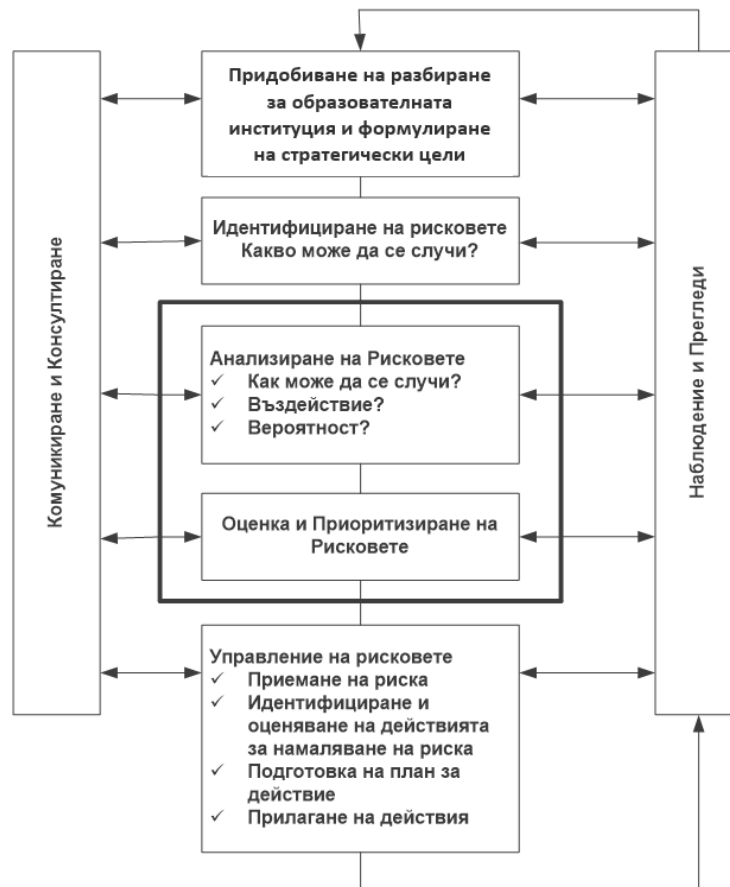 Придобиване на разбиране
за образователната
институция и формулиране
на стратегически цели
Идентифициране на рисковете
Какво може да се случи?
Анализиране на Рисковете
✓ Как може да се случи?
✓ Въздействие?
✓ Вероятност?
Оценка и Приоритизиране на
Рисковете
Управление на рисковете
✓ Приемане на риска
✓ Идентифициране и
оценяване на действията
за намаляване на риска
✓ Подготовка на план за
действие
✓ Прилагане на действия
Комуникиране и Консултиране
Наблюдение и Прегледи